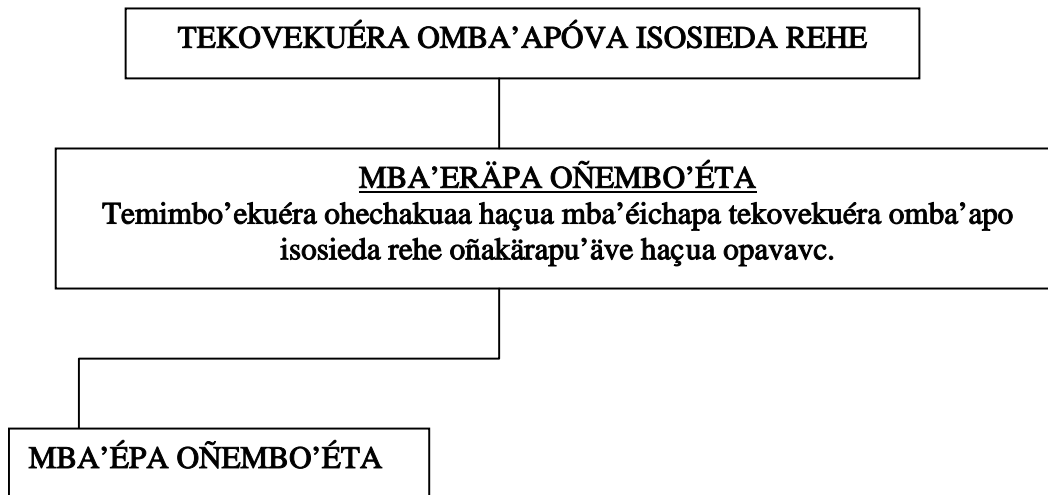 TEKOVEKUÉRA OMBA’APÓVA ISOSIEDA REHE
MBA’ERÄPA OÑEMBO’ÉTA
Temimbo’ekuéra ohechakuaa haçua mba’éichapa tekovekuéra omba’apo
isosieda rehe oñakärapu’äve haçua opavavc.
MBA’ÉPA OÑEMBO’ÉTA